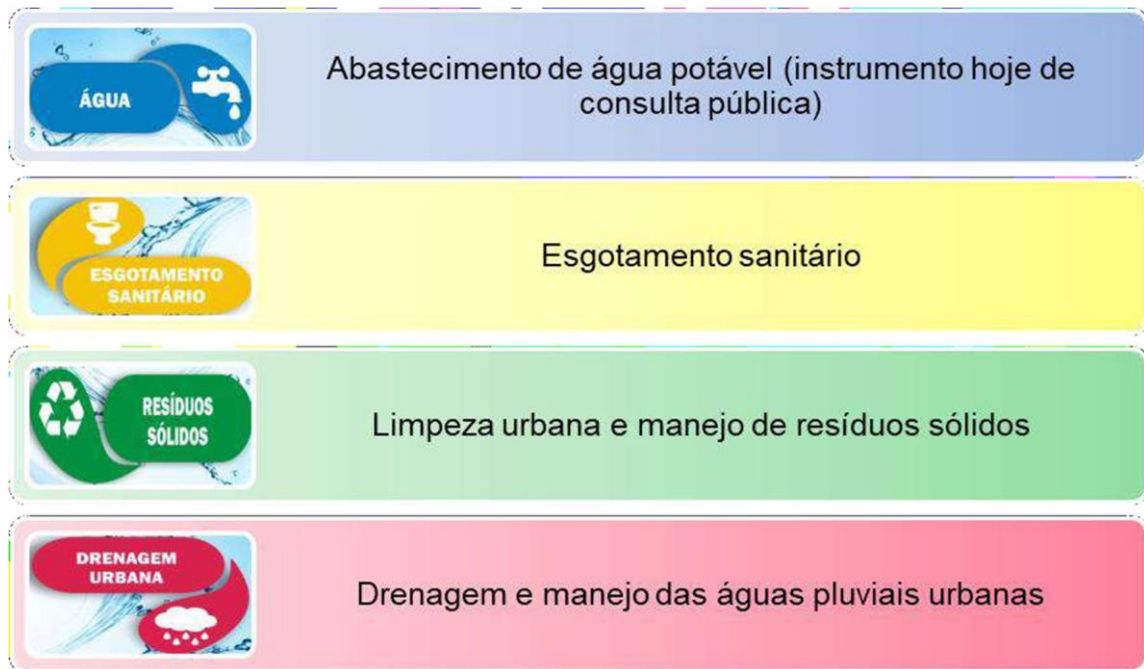 ÁGUA
Abastecimento de água potável (instrumento hoje de
consulta pública)
ESGOTAMENTO
SANITÁRIO
Esgotamento sanitário
RESÍDUOS
SÓLIDOS
Limpeza urbana e manejo de resíduos sólidos
DRENAGEM
URBANA
Drenagem e manejo das águas pluviais urbanas